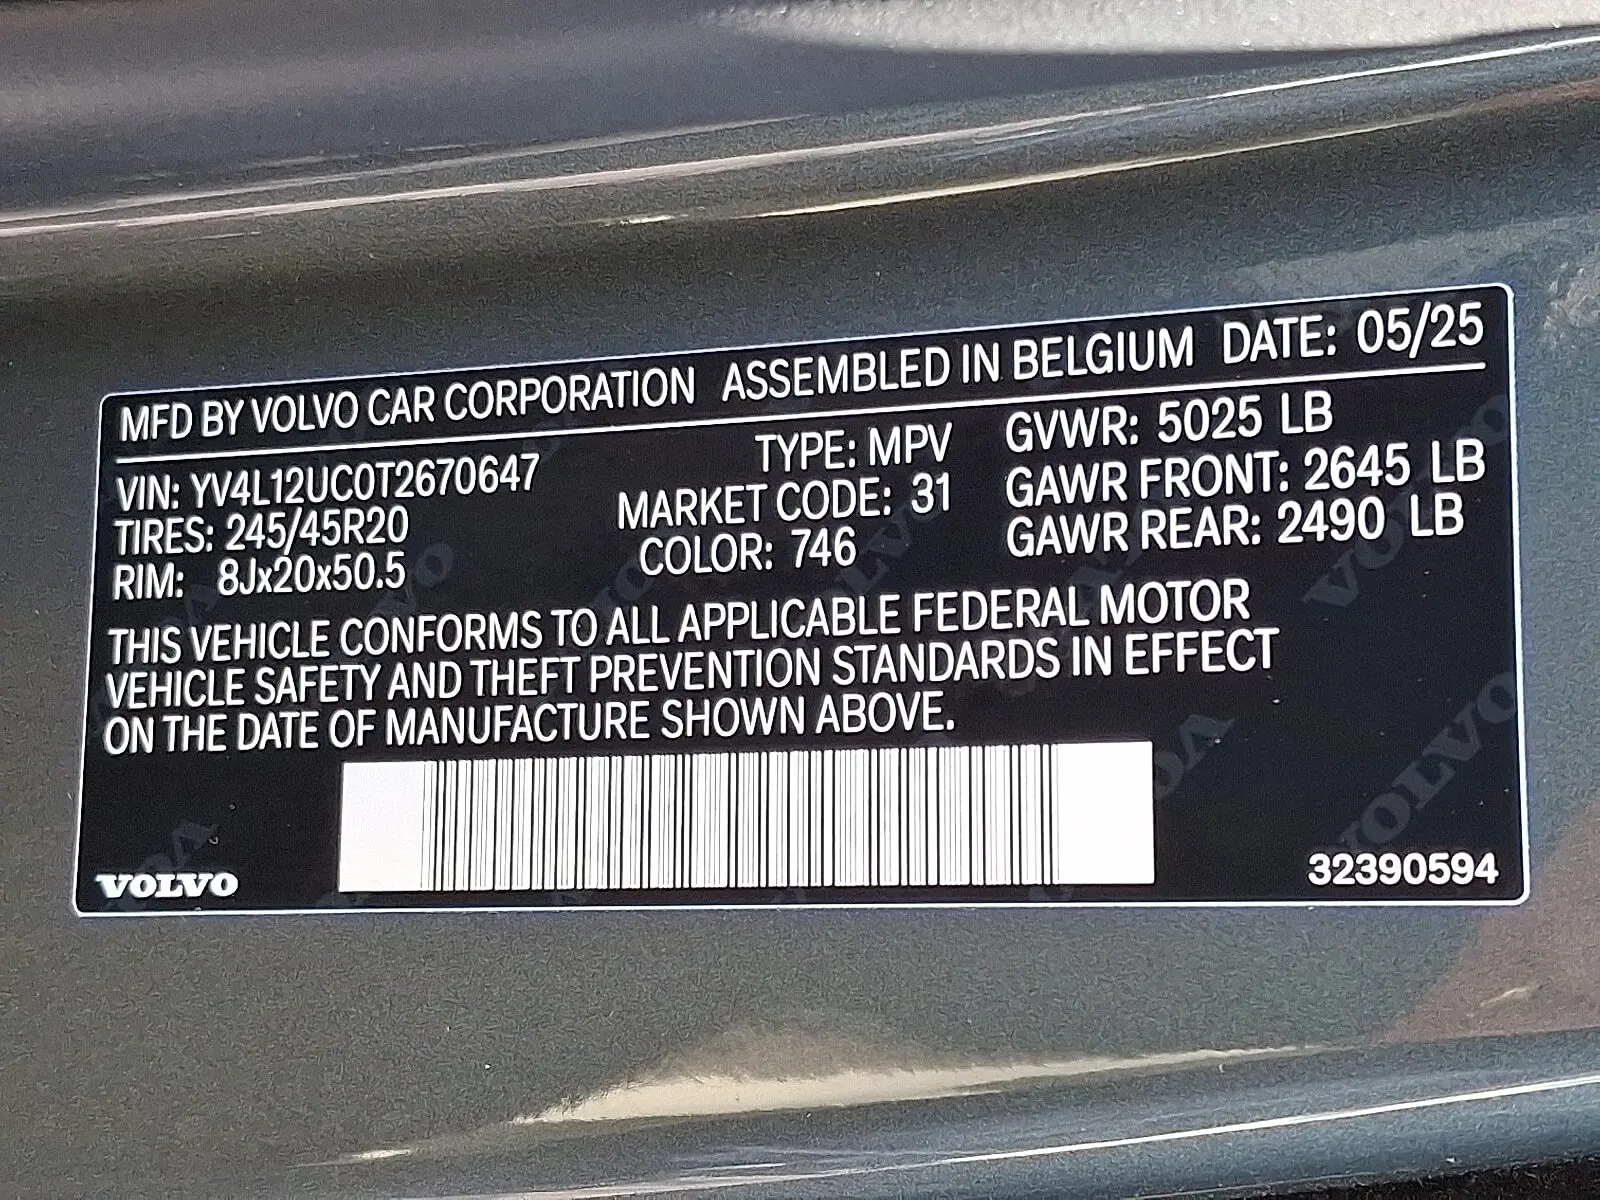 MFD BY VOLVO CAR CORPORATION ASSEMBLED IN BELGIUM DATE: 05/25
VIN: YV4L12UC0T2670647 TYPE: MPV GVWR: 5025 LB
TIRES: 245/45R20 MARKET CODE: 31 GAWR FRONT: 2645 LB
RIM: 8Jx20x50.5 COLOR: 746 GAWR REAR: 2490 LB
THIS VEHICLE CONFORMS TO ALL APPLICABLE FEDERAL MOTOR
VEHICLE SAFETY AND THEFT PREVENTION STANDARDS IN EFFECT
ON THE DATE OF MANUFACTURE SHOWN ABOVE.
VOLVO 32390594